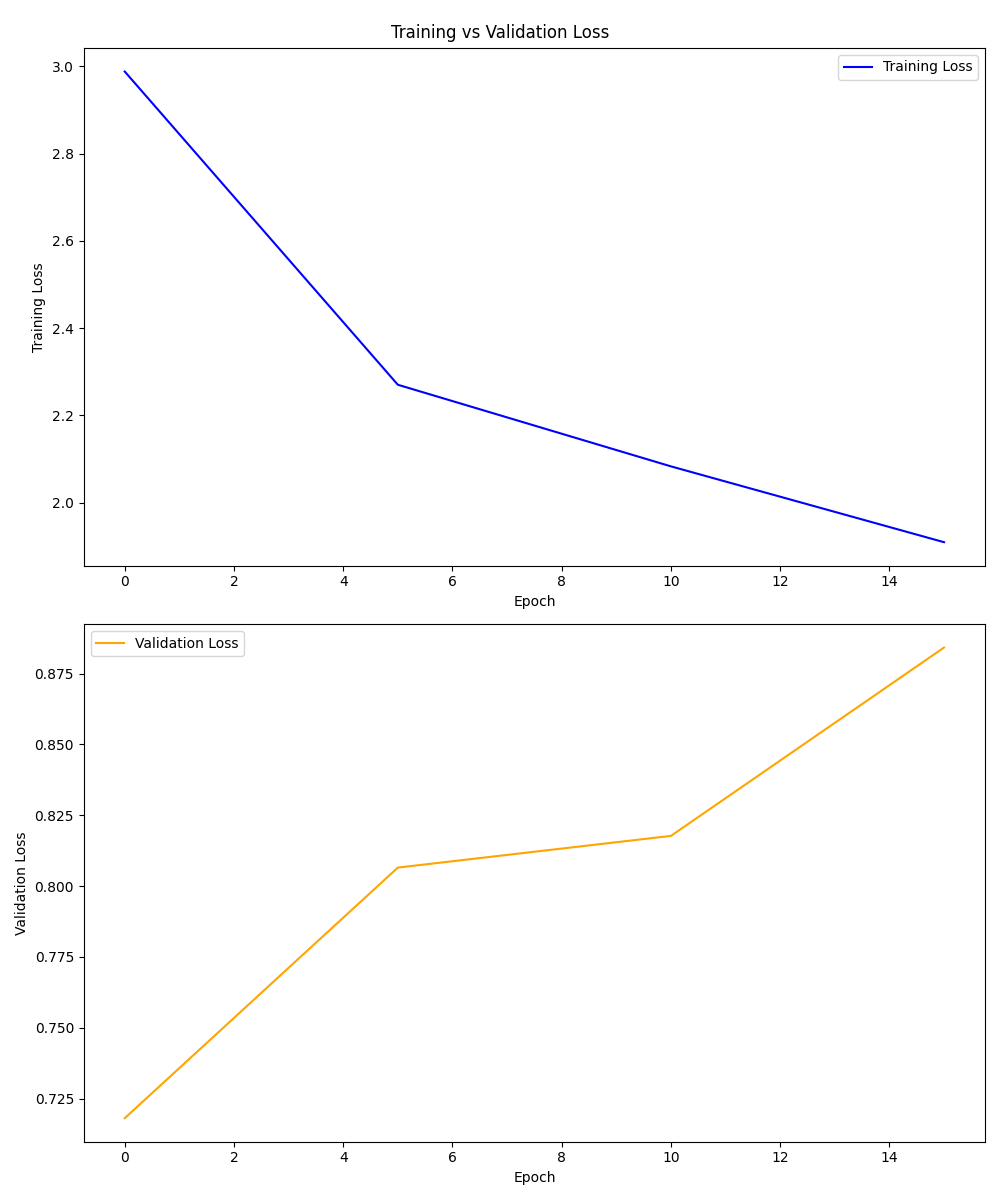 Training vs Validation Loss
Training Loss
3.0
2.8
2.6
2.4
2.2
2.0
Training Loss
0 2 4 6 8 10 12 14
Epoch
Validation Loss
0.875
0.850
0.825
0.800
0.775
0.750
0.725
Validation Loss
0 2 4 6 8 10 12 14
Epoch